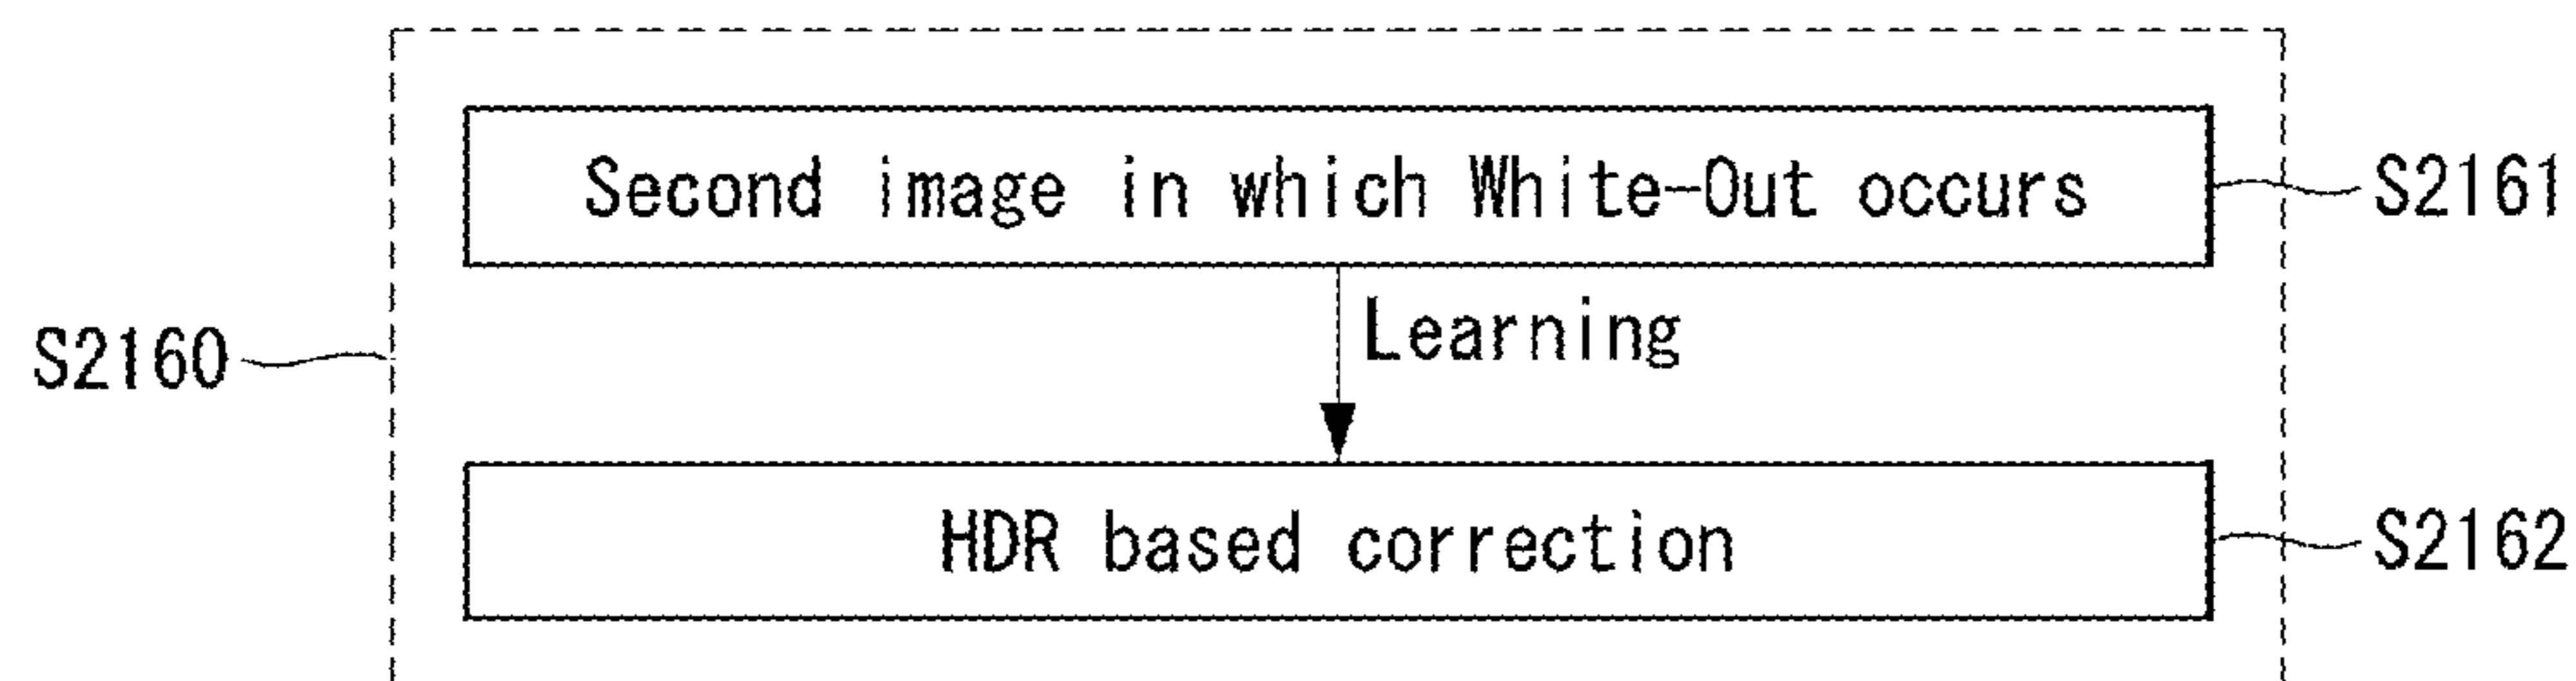 Second image in which White-Out occurs
S2161
Learning
S2160
HDR based correction
S2162